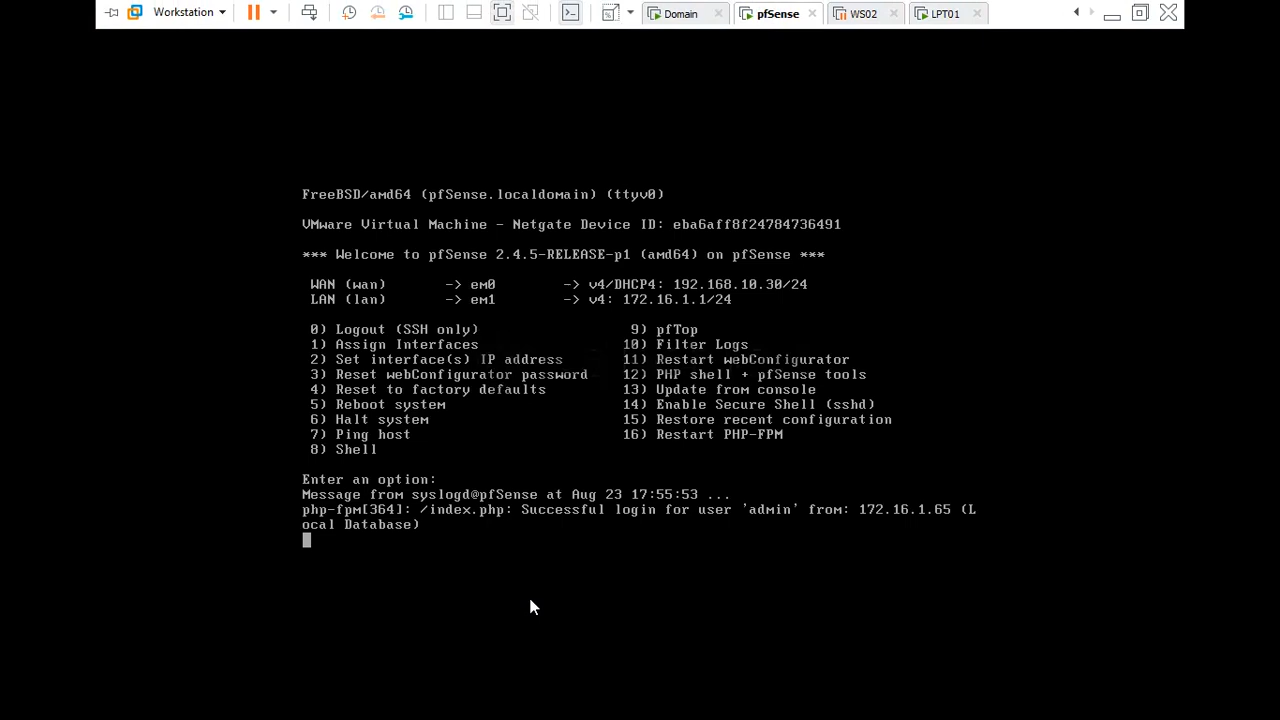 Workstation Domain pfSense WS02 LPT01
FreeBSD/amd64 (pfSense.localdomain) (ttyv0)
VMware Virtual Machine - Netgate Device ID: eba6aff8f24784736491
*** Welcome to pfSense 2.4.5-RELEASE-p1 (amd64) on pfSense ***
WAN (wan) -> em0 -> v4/DHCP4: 192.168.10.30/24
LAN (lan) -> em1 -> v4: 172.16.1.1/24
0) Logout (SSH only) 9) pfTop
1) Assign Interfaces 10) Filter Logs
2) Set interface(s) IP address 11) Restart webConfigurator
3) Reset webConfigurator password 12) PHP shell + pfSense tools
4) Reset to factory defaults 13) Update from console
5) Reboot system 14) Enable Secure Shell (sshd)
6) Halt system 15) Restore recent configuration
7) Ping host 16) Restart PHP-FPM
8) Shell
Enter an option:
Message from syslogd@pfSense at Aug 23 17:55:53 ...
php-fpm[364]: /index.php: Successful login for user 'admin' from: 172.16.1.65 (L
ocal Database)